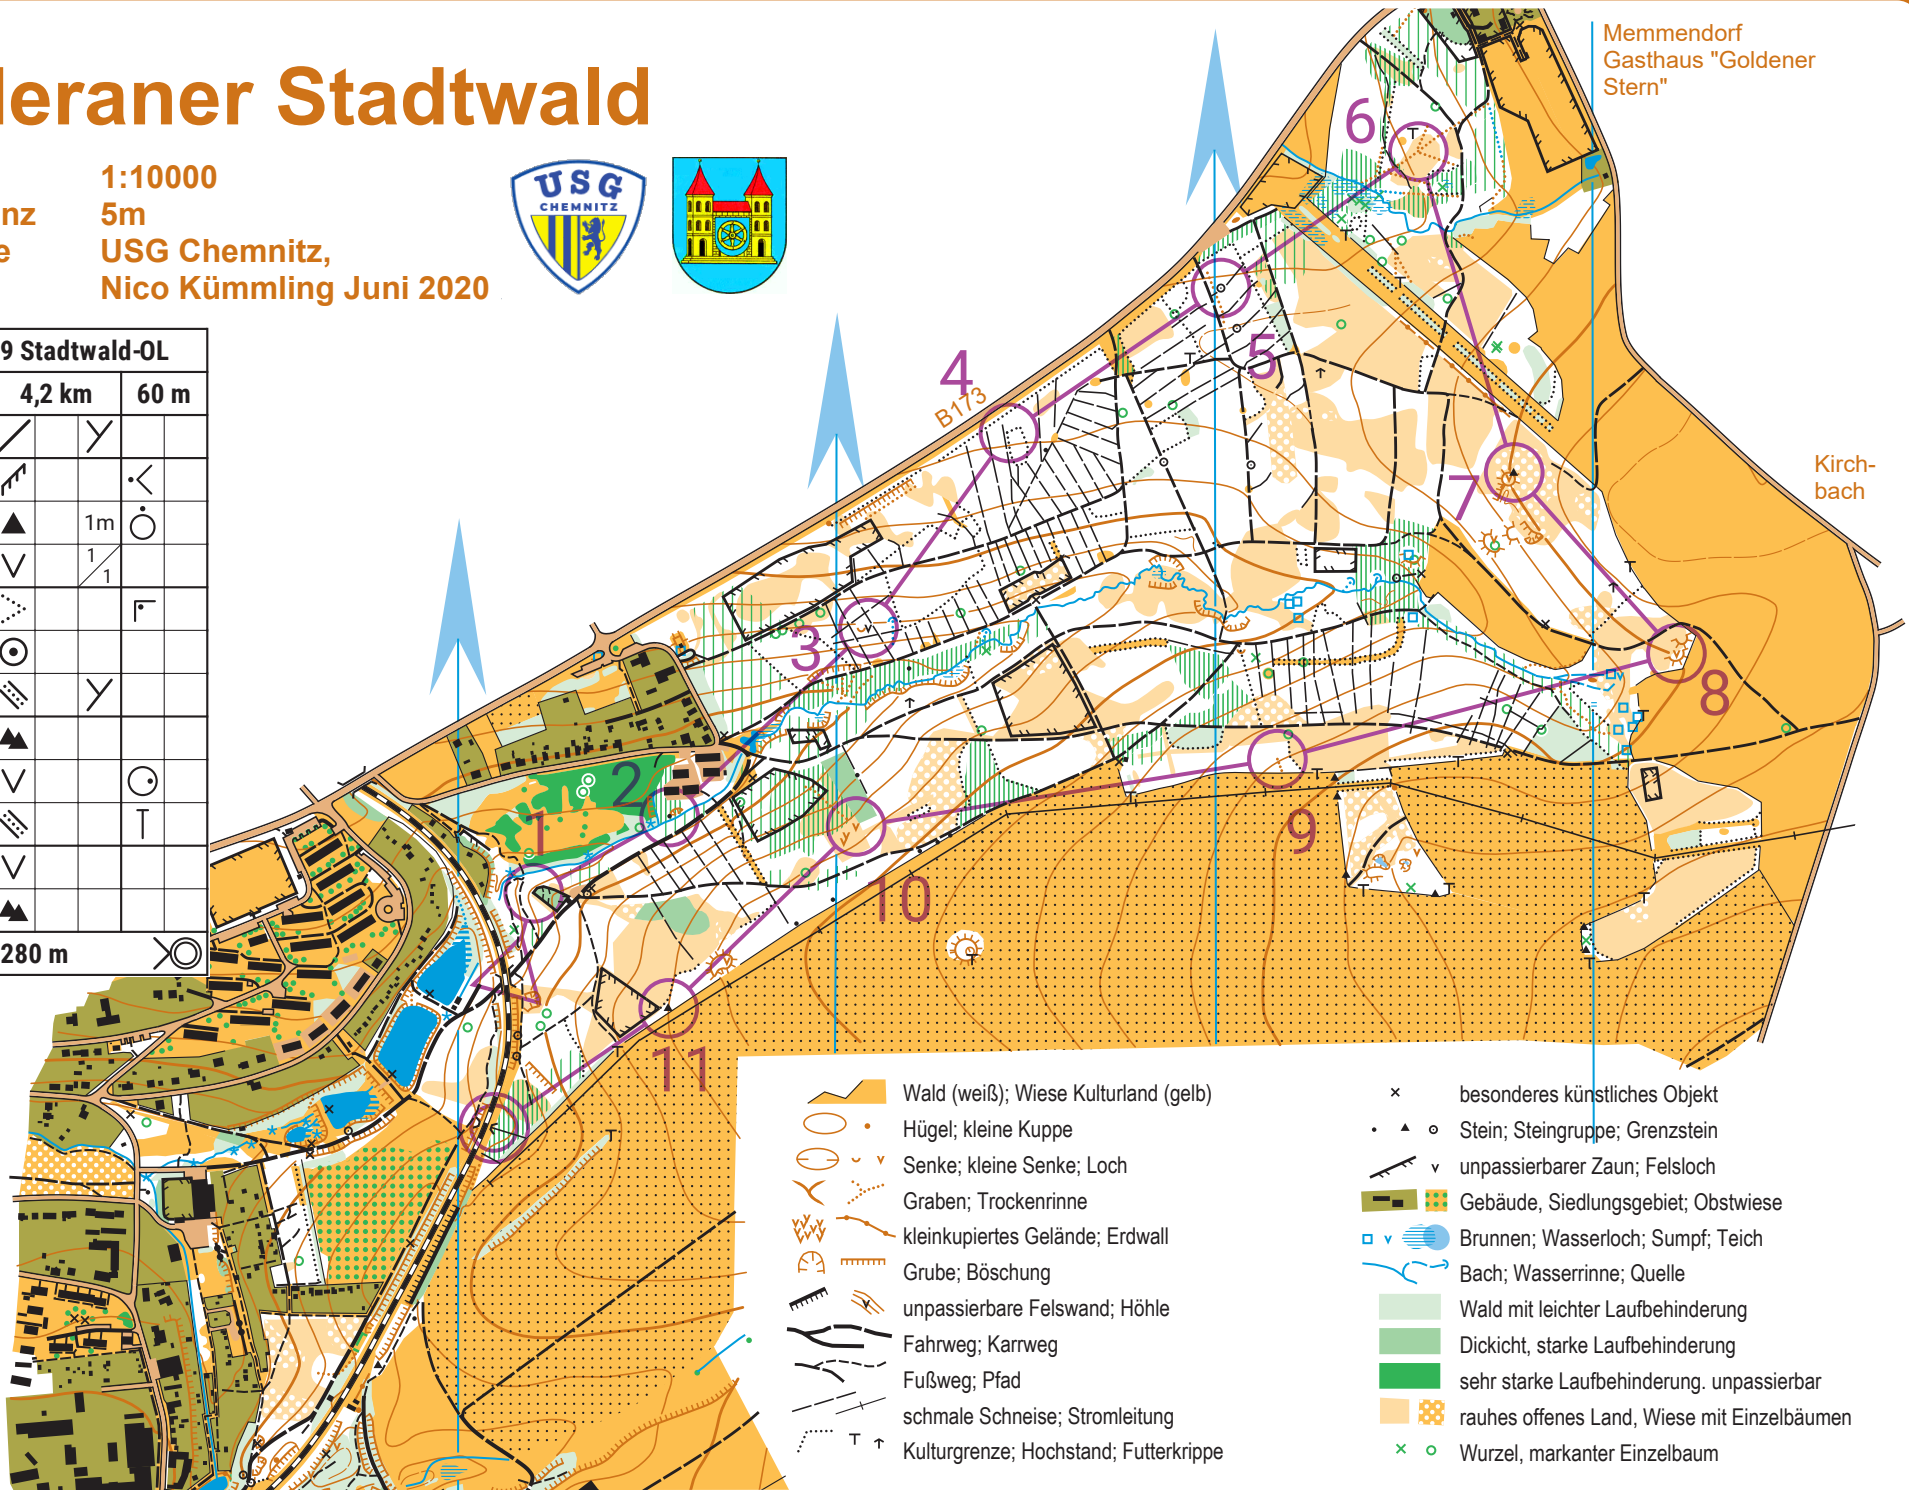 eraner Stadtwald
1:10000
nz 5m
e USG Chemnitz,
Nico Kümmling Juni 2020
USG
CHEMNITZ
Memmendorf
Gasthaus "Goldener
Stern"
Kirch-
bach
B173
9 Stadtwald-OL
4,2 km 60 m
1m
1
1
280 m
1
2
3
4
5
6
7
8
9
10
11
Wald (weiß); Wiese Kulturland (gelb)
Hügel; kleine Kuppe
Senke; kleine Senke; Loch
Graben; Trockenrinne
kleinkupiertes Gelände; Erdwall
Grube; Böschung
unpassierbare Felswand; Höhle
Fahrweg; Karrweg
Fußweg; Pfad
schmale Schneise; Stromleitung
Kulturgrenze; Hochstand; Futterkrippe
besonderes künstliches Objekt
Stein; Steingruppe; Grenzstein
unpassierbarer Zaun; Felsloch
Gebäude, Siedlungsgebiet; Obstwiese
Brunnen; Wasserloch; Sumpf; Teich
Bach; Wasserrinne; Quelle
Wald mit leichter Laufbehinderung
Dickicht, starke Laufbehinderung
sehr starke Laufbehinderung. unpassierbar
rauhes offenes Land, Wiese mit Einzelbäumen
Wurzel, markanter Einzelbaum